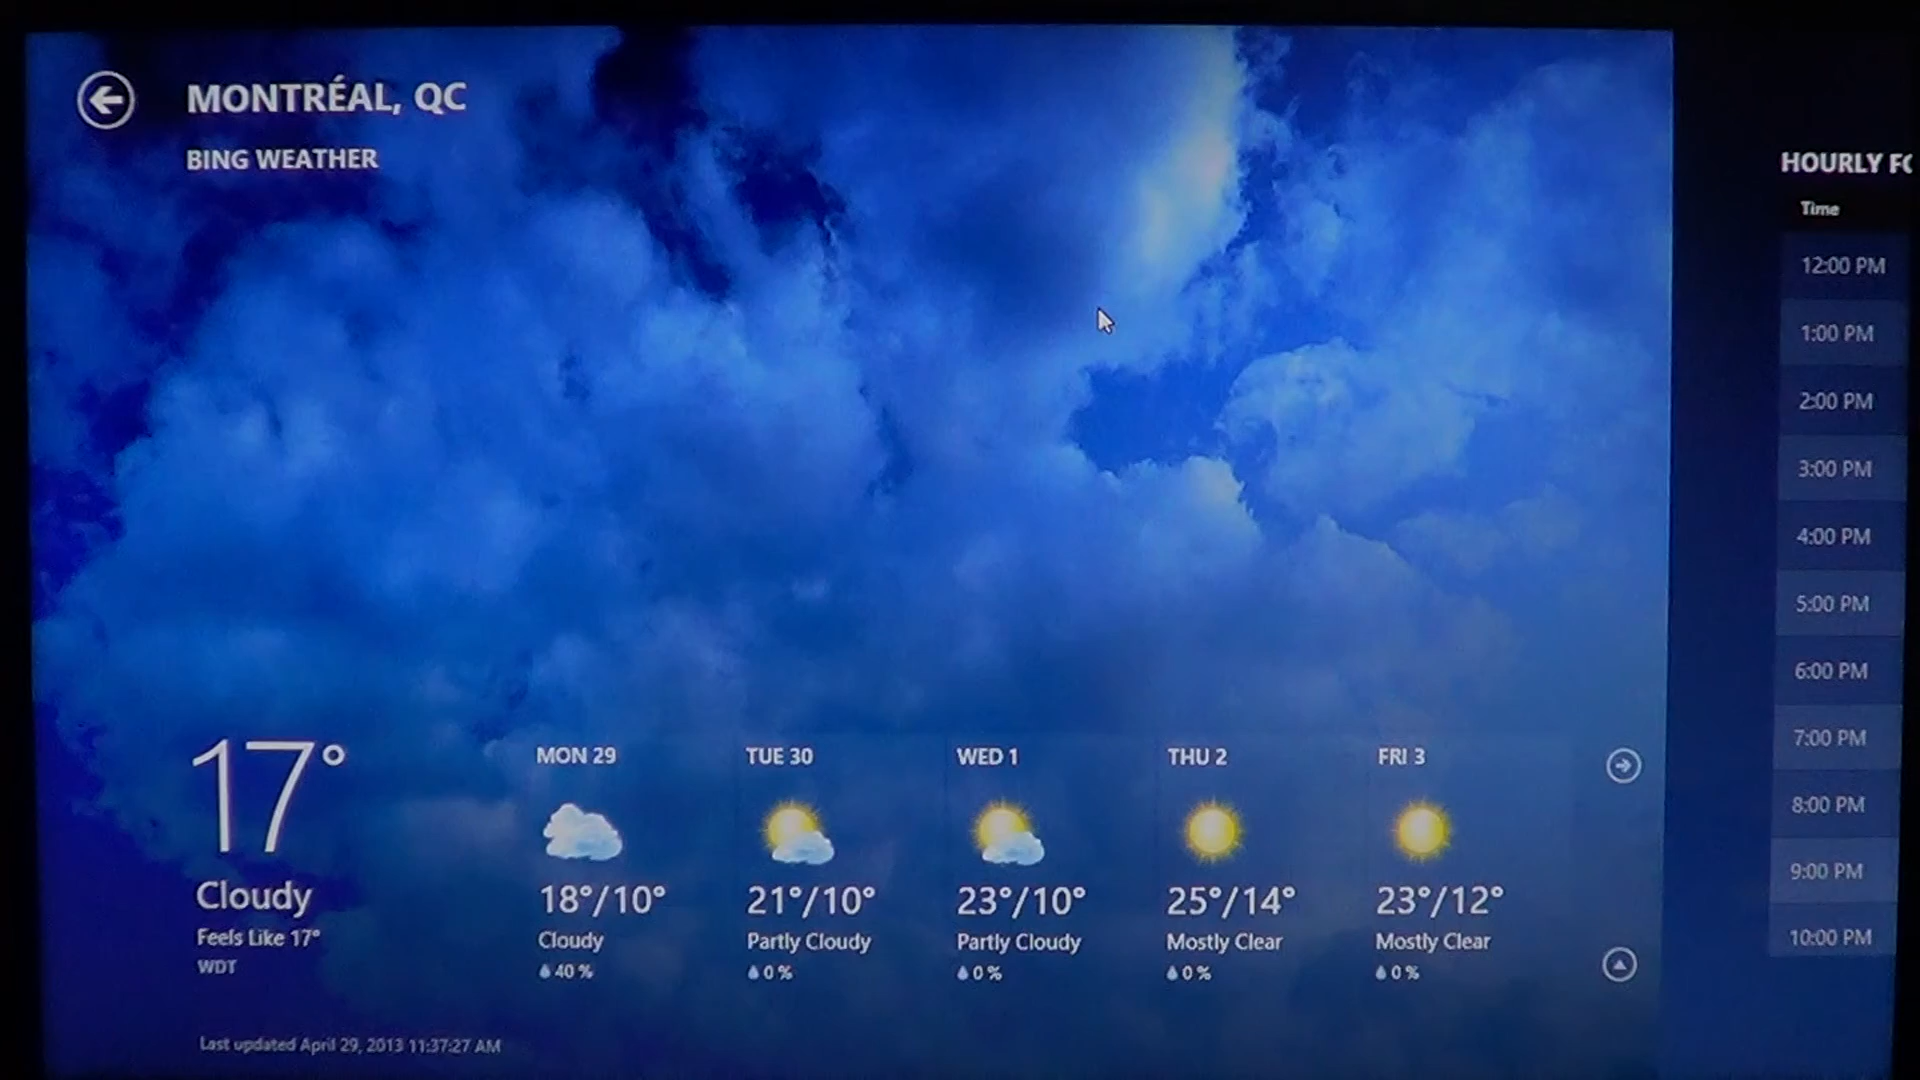 MONTRÉAL, QC
BING WEATHER
17°
Cloudy
Feels Like 17°
WDT
MON 29
18°/10°
Cloudy
40 %
TUE 30
21°/10°
Partly Cloudy
0 %
WED 1
23°/10°
Partly Cloudy
0 %
THU 2
25°/14°
Mostly Clear
0 %
FRI 3
23°/12°
Mostly Clear
0 %
Last updated April 29, 2013 11:37:27 AM
HOURLY
Time
12:00 PM
1:00 PM
2:00 PM
3:00 PM
4:00 PM
5:00 PM
6:00 PM
7:00 PM
8:00 PM
9:00 PM
10:00 PM